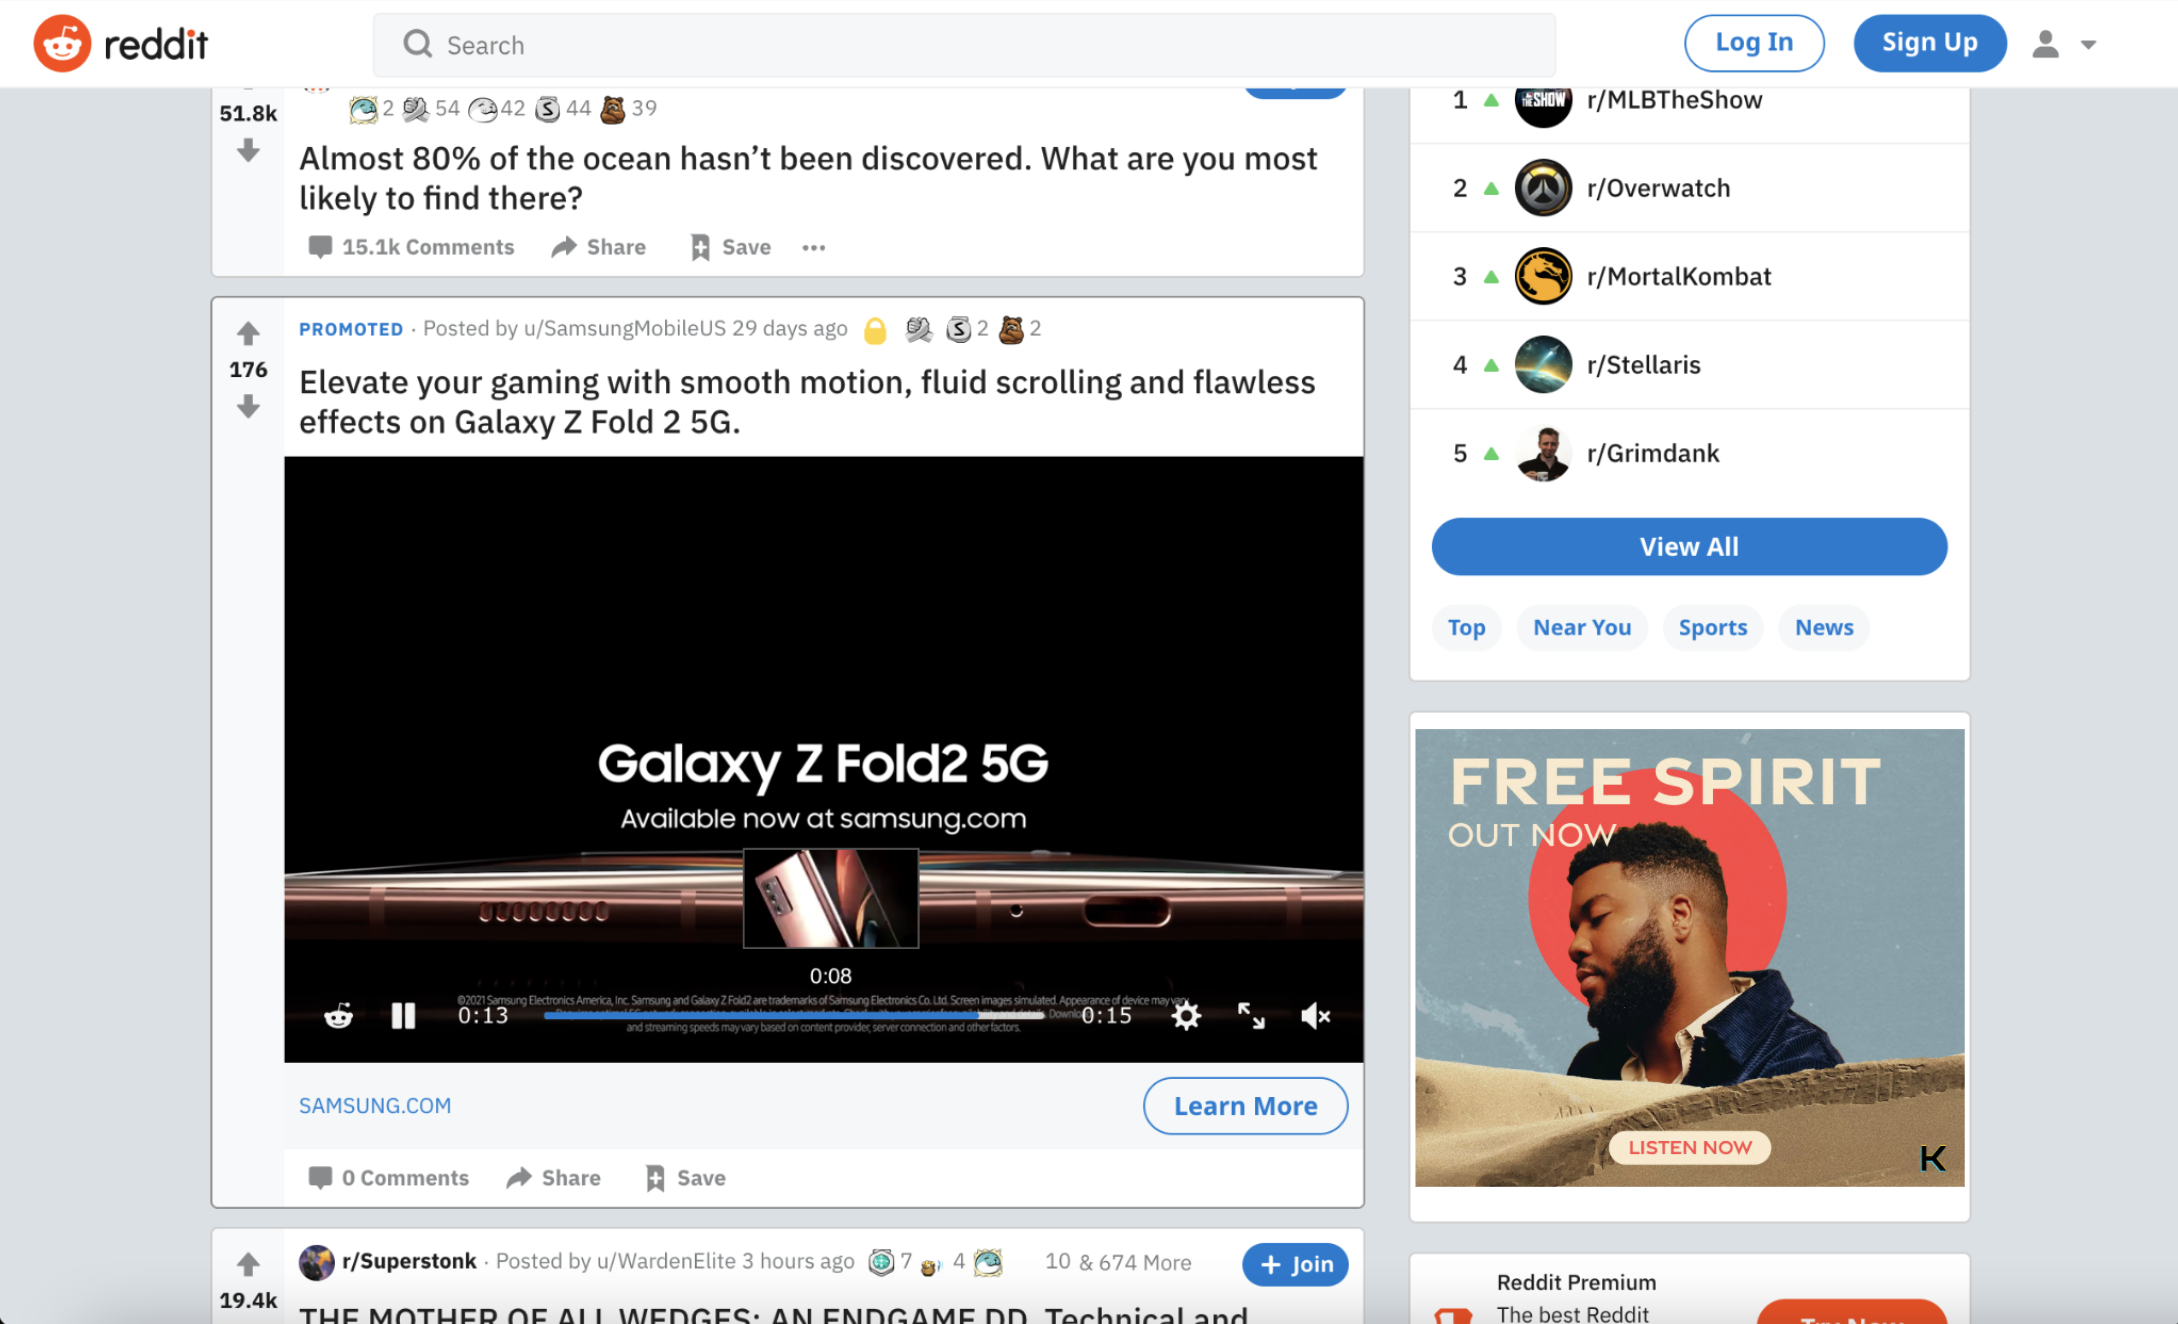 reddit
Search
Log In
Sign Up
51.8k
2 54 42 44 39
Almost 80% of the ocean hasn’t been discovered. What are you most
likely to find there?
15.1k Comments
Share
Save
PROMOTED · Posted by u/SamsungMobileUS 29 days ago
2 2
176
Elevate your gaming with smooth motion, fluid scrolling and flawless
effects on Galaxy Z Fold 2 5G.
Galaxy Z Fold2 5G
Available now at samsung.com
0:08
©2021 Samsung Electronics America, Inc. Samsung and Galaxy Z Fold2 are trademarks of Samsung Electronics Co. Ltd. Screen images simulated. Appearance of device may vary.
0:13
0:15
and streaming speeds may vary based on content provider, server connection and other factors.
SAMSUNG.COM
Learn More
0 Comments
Share
Save
r/Superstonk · Posted by u/WardenElite 3 hours ago 7 4 10 & 674 More
+ Join
19.4k
THE MOTHER OF ALL WEDGES: AN ENDGAME DD. Technical and
1 THE SHOW r/MLBTheShow
2 r/Overwatch
3 r/MortalKombat
4 r/Stellaris
5 r/Grimdank
View All
Top
Near You
Sports
News
FREE SPIRIT
OUT NOW
LISTEN NOW
K
Reddit Premium
The best Reddit
Try Now